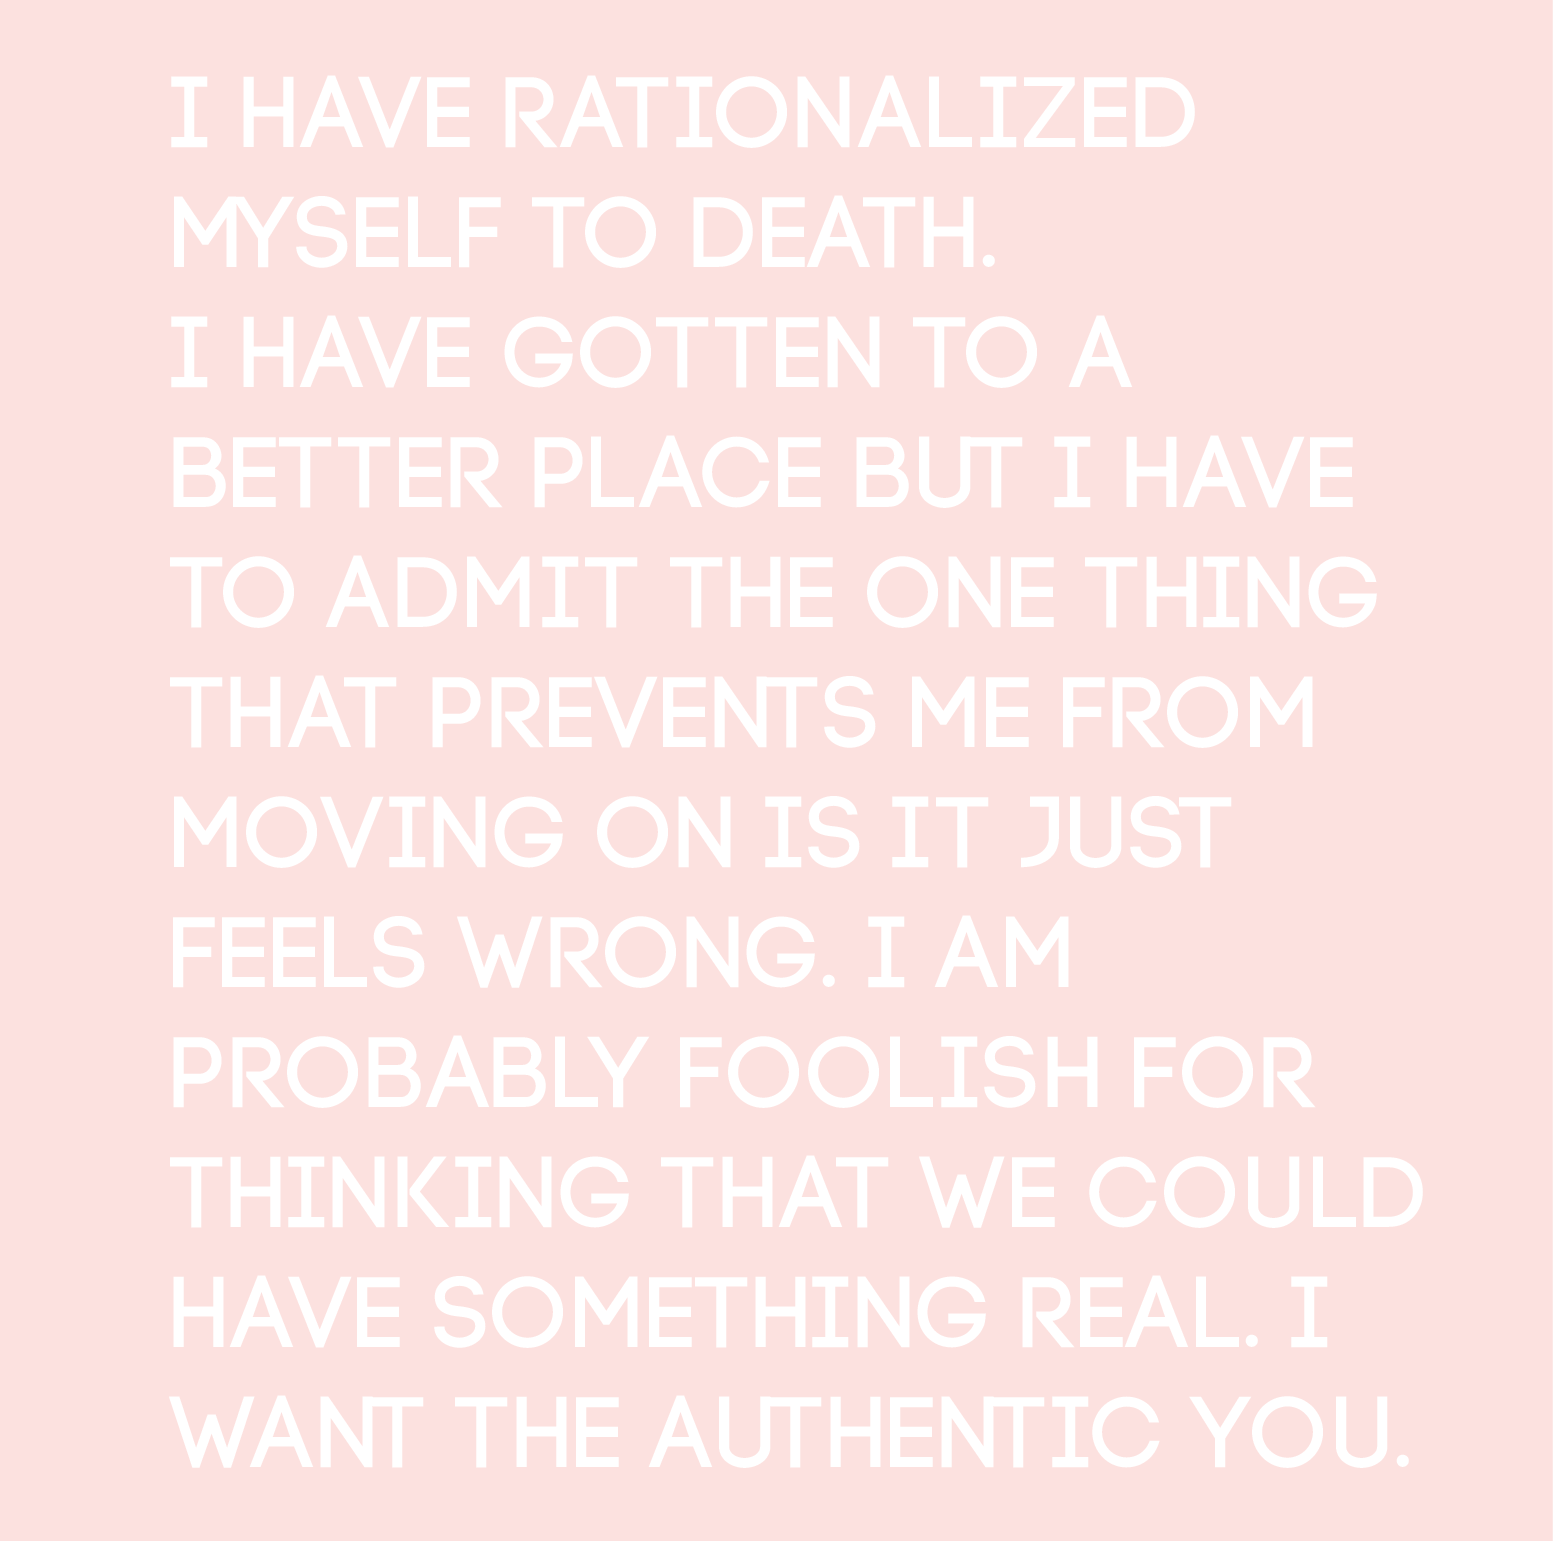 I HAVE RATIONALIZED
MYSELF TO DEATH.
I HAVE GOTTEN TO A
BETTER PLACE BUT I HAVE
TO ADMIT THE ONE THING
THAT PREVENTS ME FROM
MOVING ON IS IT JUST
FEELS WRONG. I AM
PROBABLY FOOLISH FOR
THINKING THAT WE COULD
HAVE SOMETHING REAL. I
WANT THE AUTHENTIC YOU.